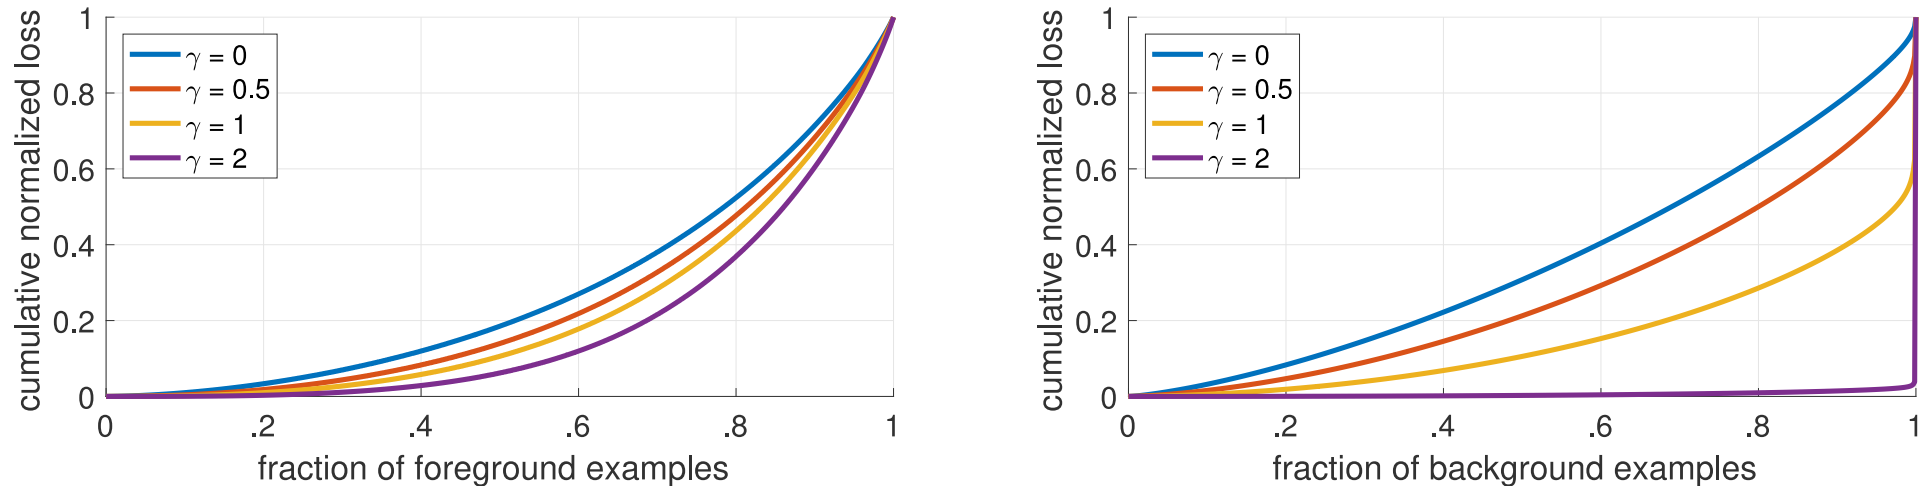 cumulative normalized loss
1
0.8
0.6
0.4
0.2
0
γ = 0
γ = 0.5
γ = 1
γ = 2
0 .2 .4 .6 .8 1
fraction of foreground examples
cumulative normalized loss
1
0.8
0.6
0.4
0.2
0
γ = 0
γ = 0.5
γ = 1
γ = 2
0 .2 .4 .6 .8 1
fraction of background examples